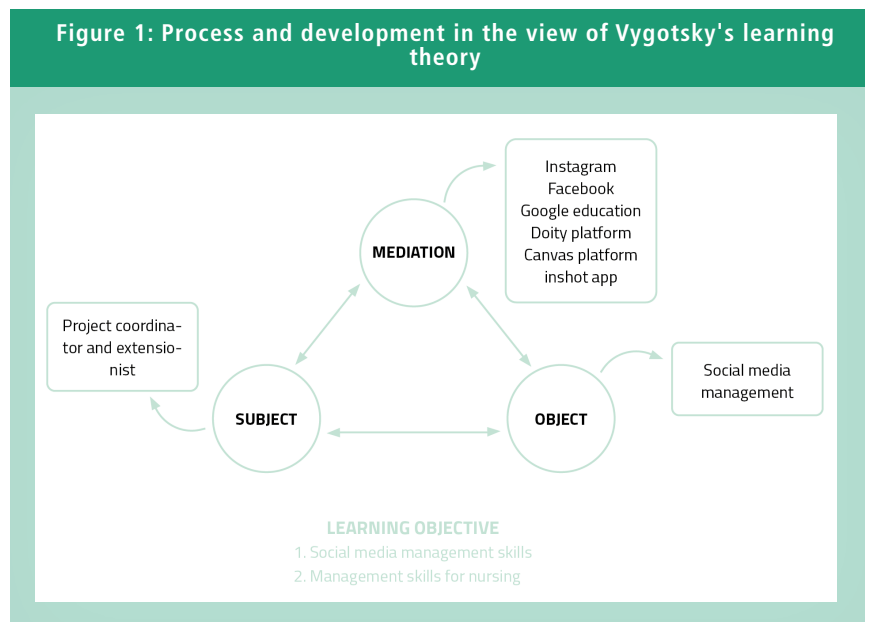 Figure 1: Process and development in the view of Vygotsky's learning
theory
Instagram
Facebook
Google education
Doity platform
Canvas platform
inshot app
MEDIATION
Project coordina-
tor and extensio-
nist
Social media
management
SUBJECT
OBJECT
LEARNING OBJECTIVE
1. Social media management skills
2. Management skills for nursing